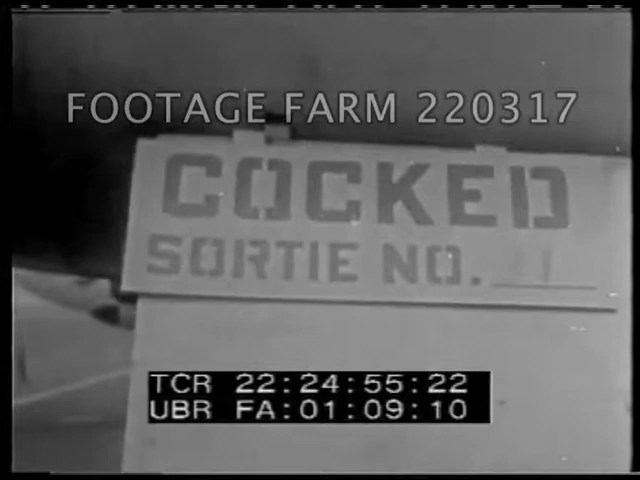 FOOTAGE FARM 220317
COCKED
SORTIE NO.
TCR 22:24:55:22
UBR FA:01:09:10